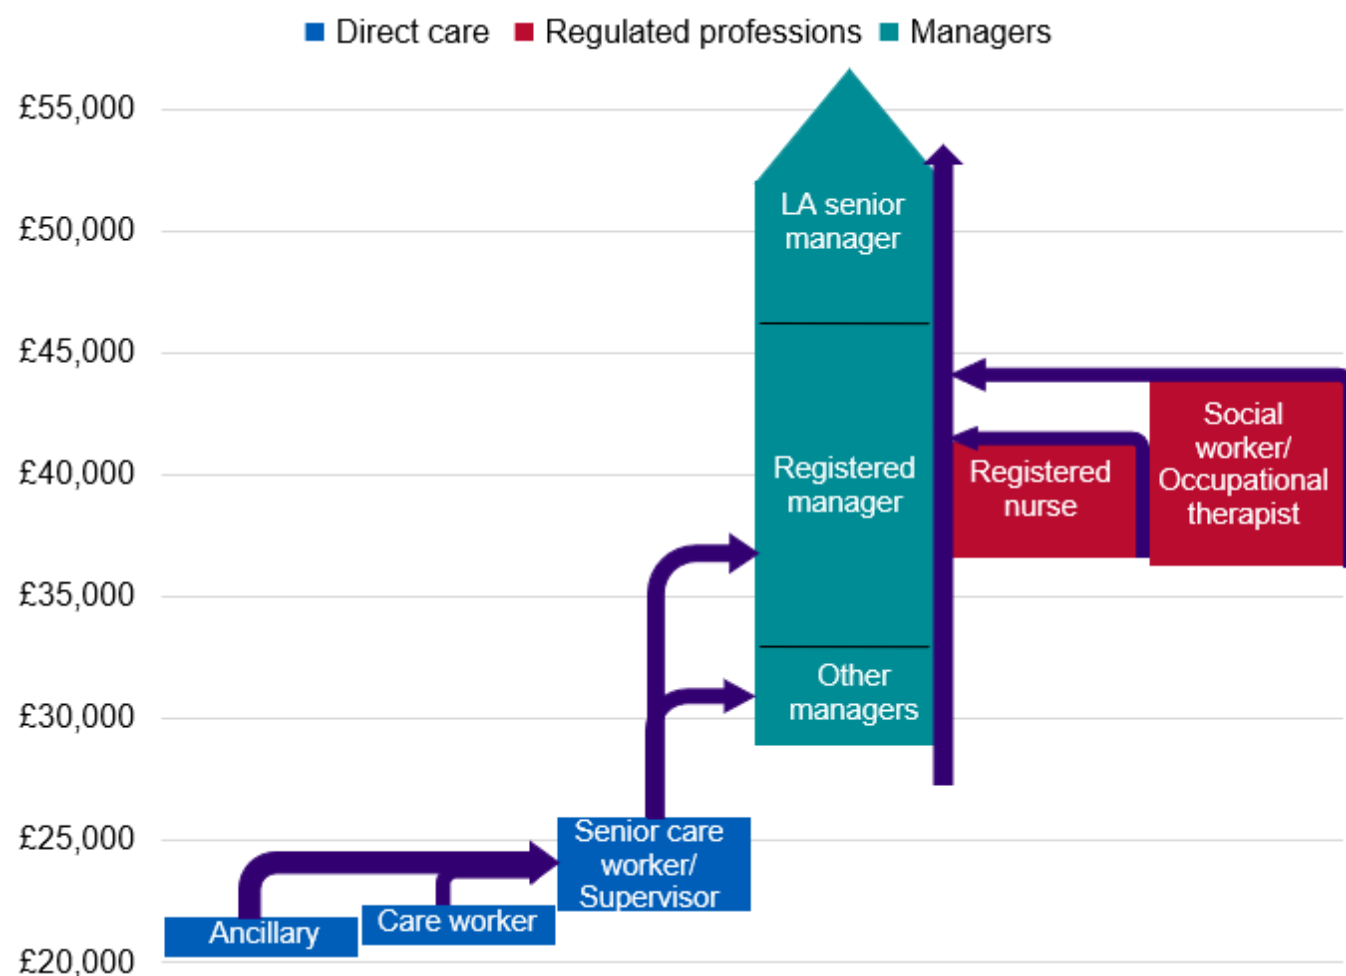 Direct care Regulated professions Managers
£55,000
£50,000
£45,000
£40,000
£35,000
£30,000
£25,000
£20,000
LA senior
manager
Registered
manager
Other
managers
Registered
nurse
Social
worker/
Occupational
therapist
Senior care
worker/
Supervisor
Ancillary
Care worker